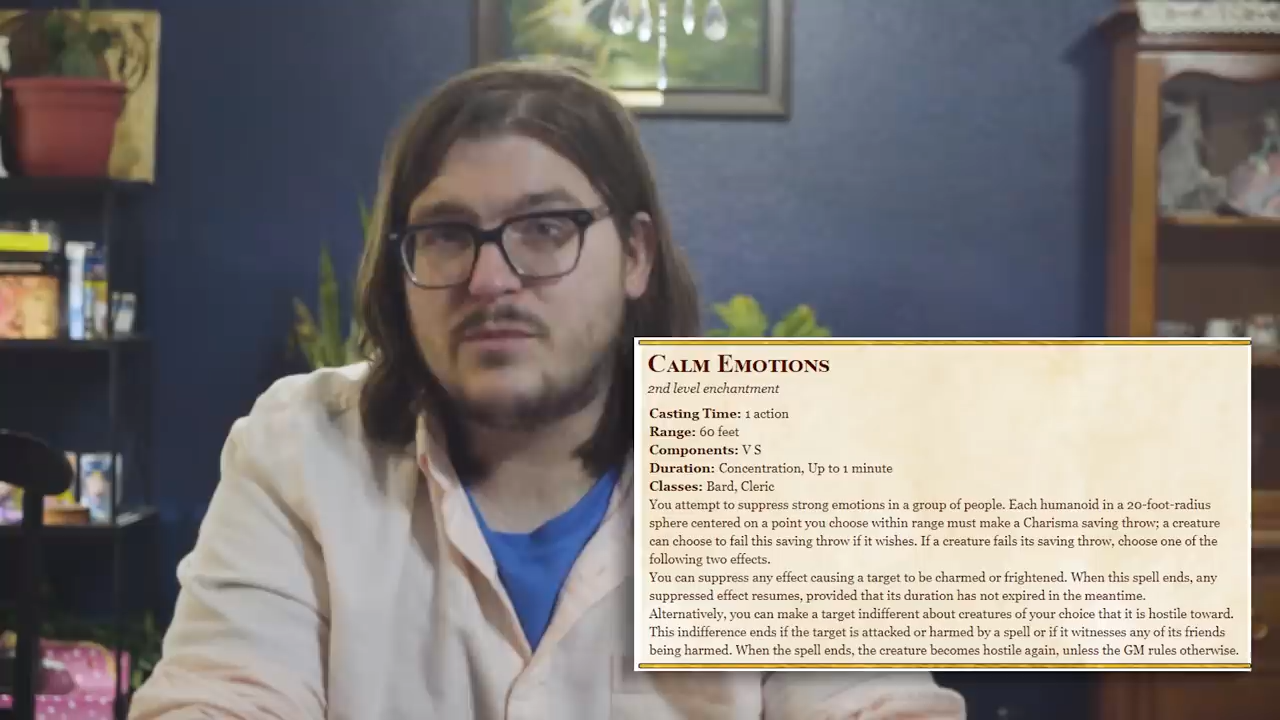 Calm Emotions
2nd level enchantment
Casting Time: 1 action
Range: 60 feet
Components: V S
Duration: Concentration, Up to 1 minute
Classes: Bard, Cleric
You attempt to suppress strong emotions in a group of people. Each humanoid in a 20-foot-radius
sphere centered on a point you choose within range must make a Charisma saving throw; a creature
can choose to fail this saving throw if it wishes. If a creature fails its saving throw, choose one of the
following two effects.
You can suppress any effect causing a target to be charmed or frightened. When this spell ends, any
suppressed effect resumes, provided that its duration has not expired in the meantime.
Alternatively, you can make a target indifferent about creatures of your choice that it is hostile toward.
This indifference ends if the target is attacked or harmed by a spell or if it witnesses any of its friends
being harmed. When the spell ends, the creature becomes hostile again, unless the GM rules otherwise.